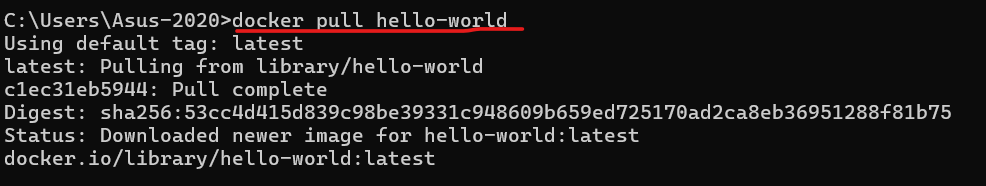 C:\Users\Asus-2020>docker pull hello-world
Using default tag: latest
latest: Pulling from library/hello-world
c1ec31eb5944: Pull complete
Digest: sha256:53cc4d415d839c98be39331c948609b659ed725170ad2ca8eb36951288f81b75
Status: Downloaded newer image for hello-world:latest
docker.io/library/hello-world:latest